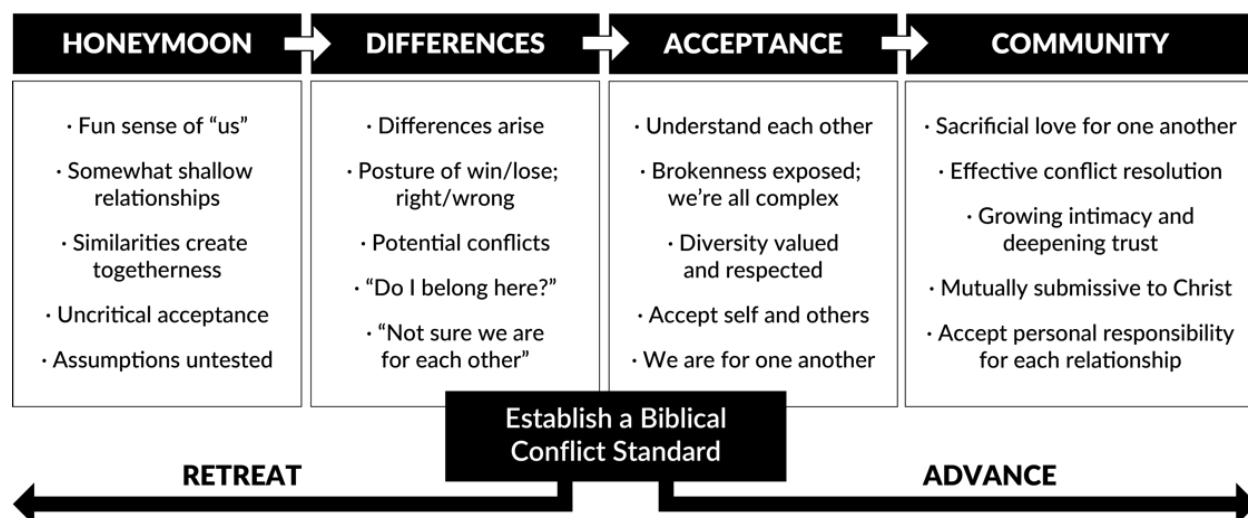 HONEYMOON
DIFFERENCES
ACCEPTANCE
COMMUNITY
· Fun sense of “us”
· Somewhat shallow
relationships
· Similarities create
togetherness
· Uncritical acceptance
· Assumptions untested
· Differences arise
· Posture of win/lose;
right/wrong
· Potential conflicts
· “Do I belong here?”
· “Not sure we are
for each other”
· Understand each other
· Brokenness exposed;
we’re all complex
· Diversity valued
and respected
· Accept self and others
· We are for one another
· Sacrificial love for one another
· Effective conflict resolution
· Growing intimacy and
deepening trust
· Mutually submissive to Christ
· Accept personal responsibility
for each relationship
Establish a Biblical
Conflict Standard
RETREAT
ADVANCE